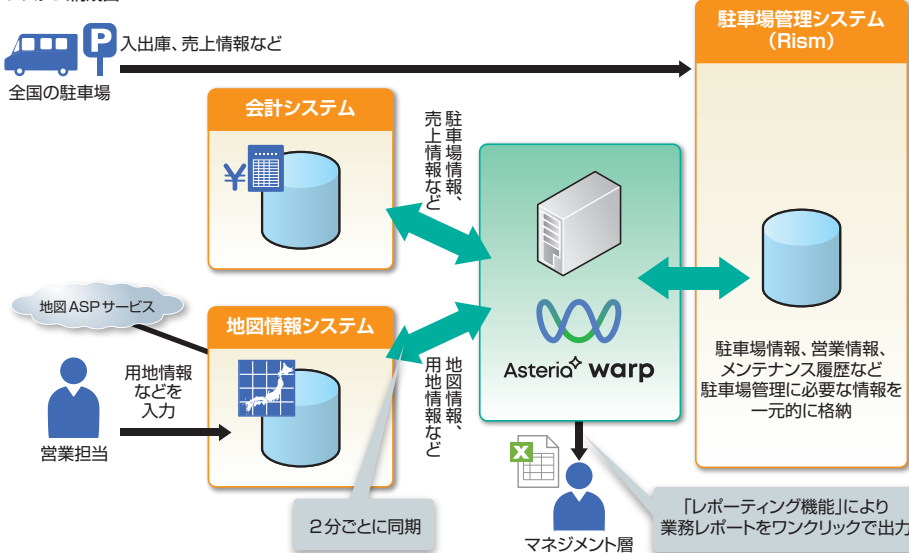 P
入出庫、売上情報など
全国の駐車場
駐車場管理システム
(Rism)
会計システム
¥
駐車場情報、
売上情報など
地図ASPサービス
地図情報システム
用地情報
などを
入力
営業担当
地図情報、
用地情報など
Asteria warp
駐車場情報、営業情報、
メンテナンス履歴など
駐車場管理に必要な情報を
一元的に格納
2分ごとに同期
X
マネジメント層
「レポーティング機能」により
業務レポートをワンクリックで出力